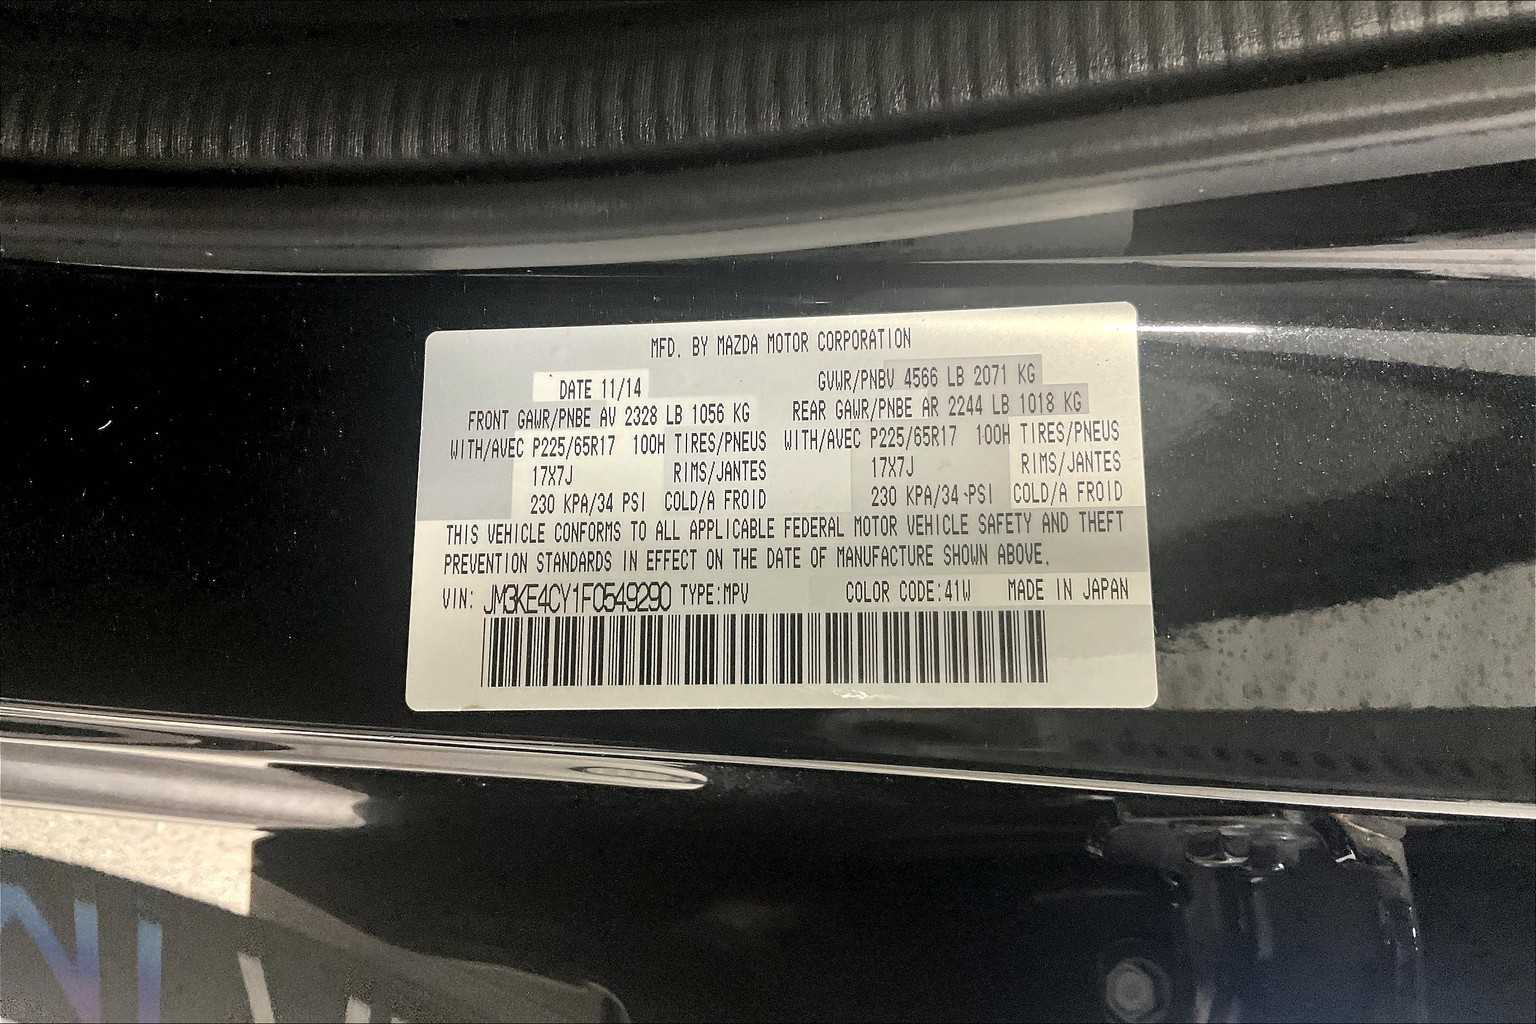 MFD. BY MAZDA MOTOR CORPORATION
DATE 11/14 GVWR/PNBV 4566 LB 2071 KG
FRONT GAWR/PNBE AV 2328 LB 1056 KG REAR GAWR/PNBE AR 2244 LB 1018 KG
WITH/AVEC P225/65R17 100H TIRES/PNEUS WITH/AVEC P225/65R17 100H TIRES/PNEUS
17X7J RIMS/JANTES 17X7J RIMS/JANTES
230 KPA/34 PSI COLD/A FROID 230 KPA/34 PSI COLD/A FROID
THIS VEHICLE CONFORMS TO ALL APPLICABLE FEDERAL MOTOR VEHICLE SAFETY AND THEFT
PREVENTION STANDARDS IN EFFECT ON THE DATE OF MANUFACTURE SHOWN ABOVE.
VIN: JM3KE4CY1F0549290 TYPE:MPV COLOR CODE:41W MADE IN JAPAN